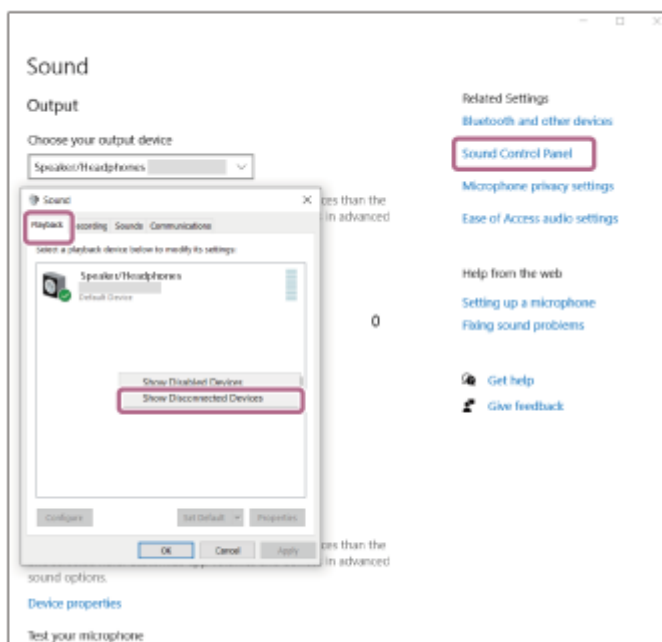 Sound
Output
Choose your output device
Speaker/Headphones
Sound
Playback
ecording
Sounds
Communications
Select a playback device below to modify its settings:
Speaker/Headphones
Default Device
Show Disabled Devices
Show Disconnected Devices
Configure
Set Default
Properties
OK
Cancel
Apply
ces than the
in advanced
0
ces than the
in advanced
sound options.
Device properties
Test your microphone
Related Settings
Bluetooth and other devices
Sound Control Panel
Microphone privacy settings
Ease of Access audio settings
Help from the web
Setting up a microphone
Fixing sound problems
Get help
Give feedback